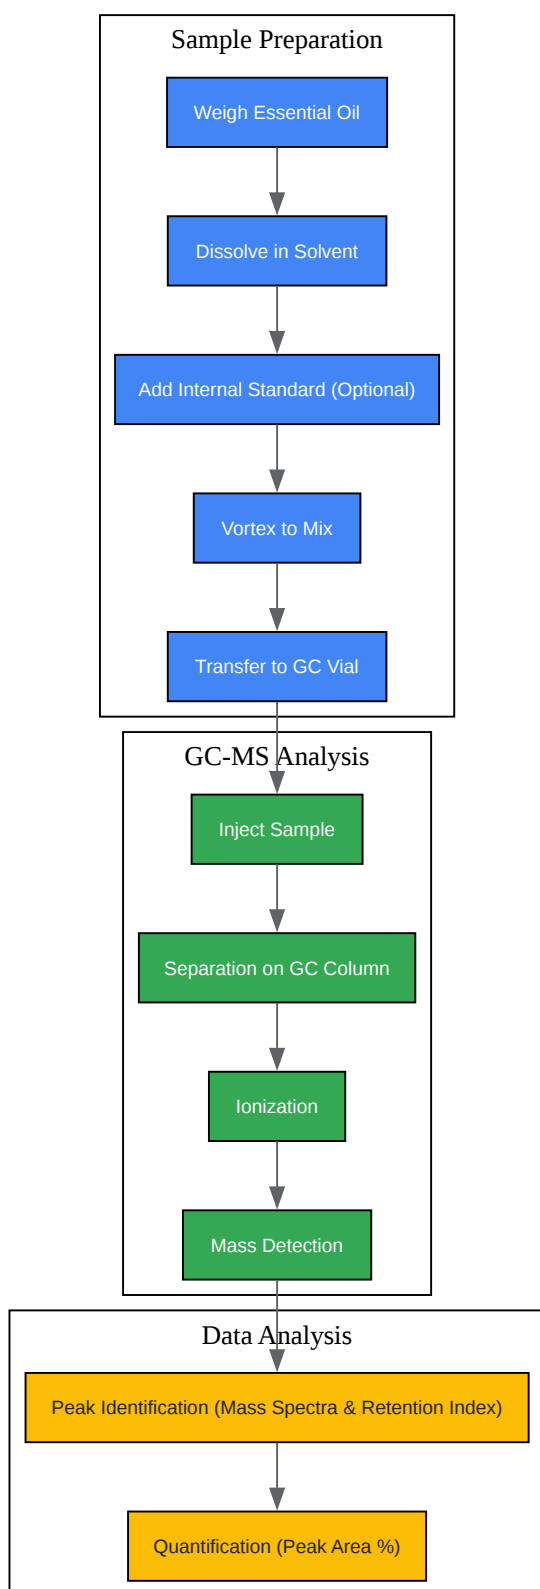 Sample Preparation
Weigh Essential Oil
Dissolve in Solvent
Add Internal Standard (Optional)
Vortex to Mix
Transfer to GC Vial
GC-MS Analysis
Inject Sample
Separation on GC Column
Ionization
Mass Detection
Data Analysis
Peak Identification (Mass Spectra & Retention Index)
Quantification (Peak Area %)